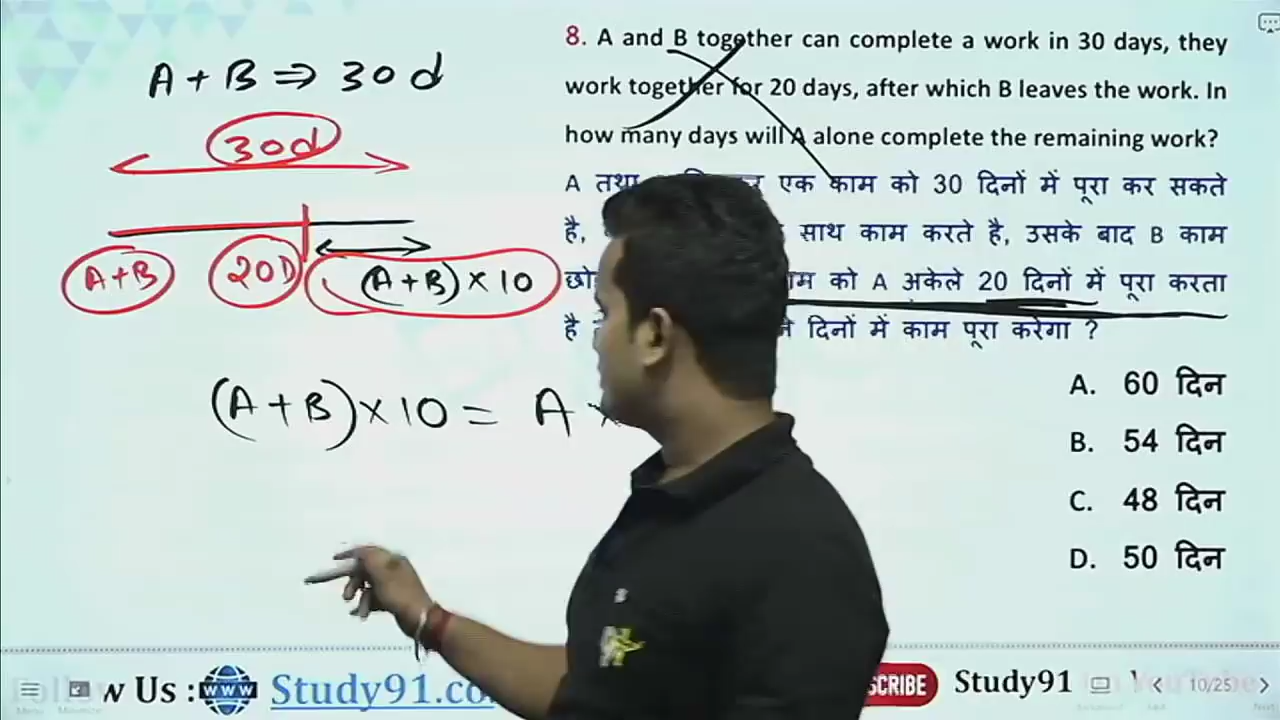 A + B ⇒ 30 d
30d
A+B 20D (A+B) × 10
(A+B) × 10 = A ×
8. A and B together can complete a work in 30 days, they
work together for 20 days, after which B leaves the work. In
how many days will A alone complete the remaining work?
A एक काम को 30 दिनों में पूरा कर सकते
है, साथ काम करते है, उसके बाद B काम
को A अकेले 20 दिनों में पूरा करता
है दिनों में काम पूरा करेगा ?
A. 60 दिन
B. 54 दिन
C. 48 दिन
D. 50 दिन
w Us : www Study91.co SCRIBE Study91 10/25